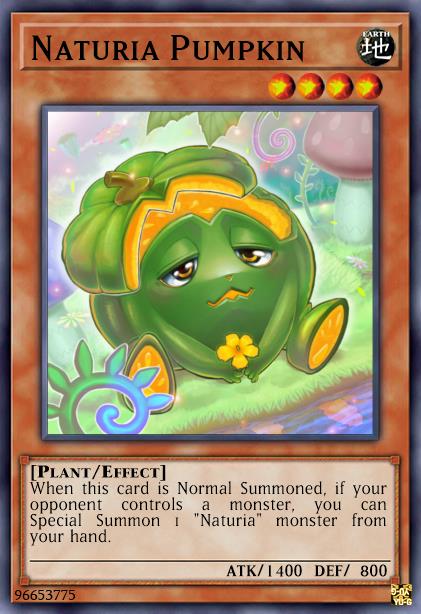 Naturia Pumpkin
EARTH
地
[Plant/Effect]
When this card is Normal Summoned, if your
opponent controls a monster, you can
Special Summon 1 "Naturia" monster from
your hand.
ATK/1400 DEF/ 800
96653775